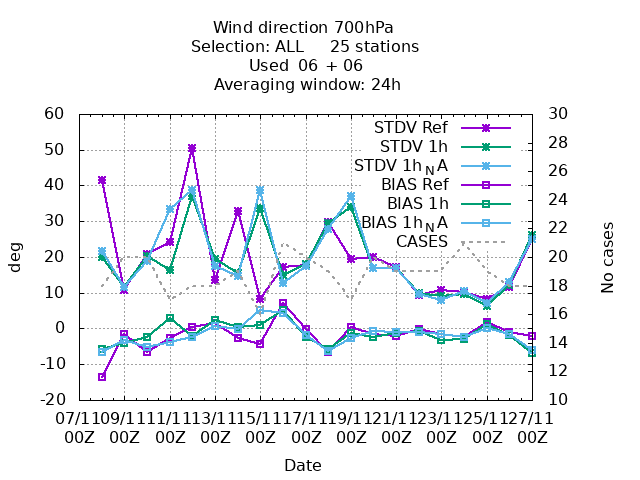 Wind direction 700hPa
Selection: ALL 25 stations
Used 06 + 06
Averaging window: 24h
60 30
50 28
40 26
30 24
20 22
10 20
0 18
-10 16
-20 14
12
10
STDV Ref
STDV 1h
STDV 1h N A
BIAS Ref
BIAS 1h
BIAS 1h N A
CASES
deg
No cases
07/11 09/11 11/11 13/11 15/11 17/11 19/11 21/11 23/11 25/11 27/11
00Z 00Z 00Z 00Z 00Z 00Z 00Z 00Z 00Z 00Z 00Z
Date